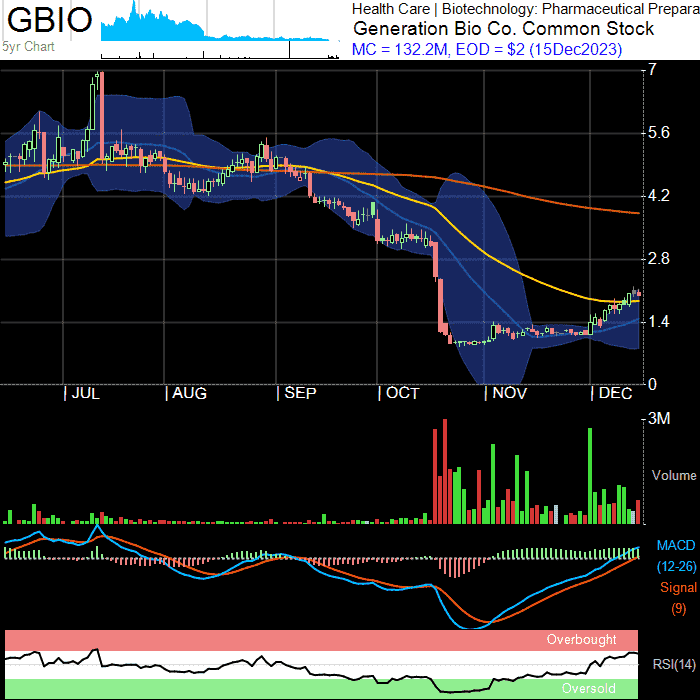 GBIO
5yr Chart
Health Care | Biotechnology: Pharmaceutical Prepara
Generation Bio Co. Common Stock
MC = 132.2M, EOD = $2 (15Dec2023)
7
5.6
4.2
2.8
1.4
0
| JUL | AUG | SEP | OCT | NOV | DEC
3M
Volume
MACD
(12-26)
Signal
(9)
Overbought
RSI(14)
Oversold